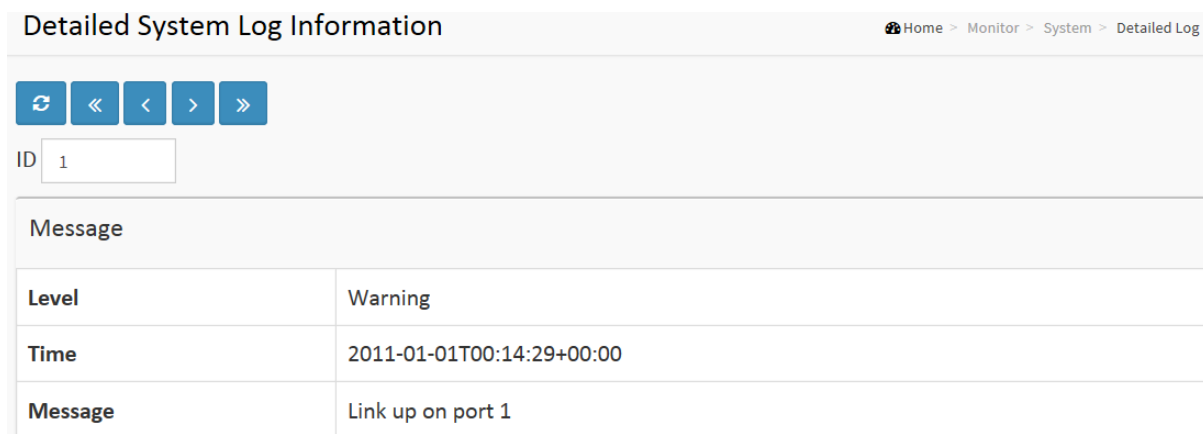 Detailed System Log Information
Home > Monitor > System > Detailed Log
ID 1
Message
Level Warning
Time 2011-01-01T00:14:29+00:00
Message Link up on port 1